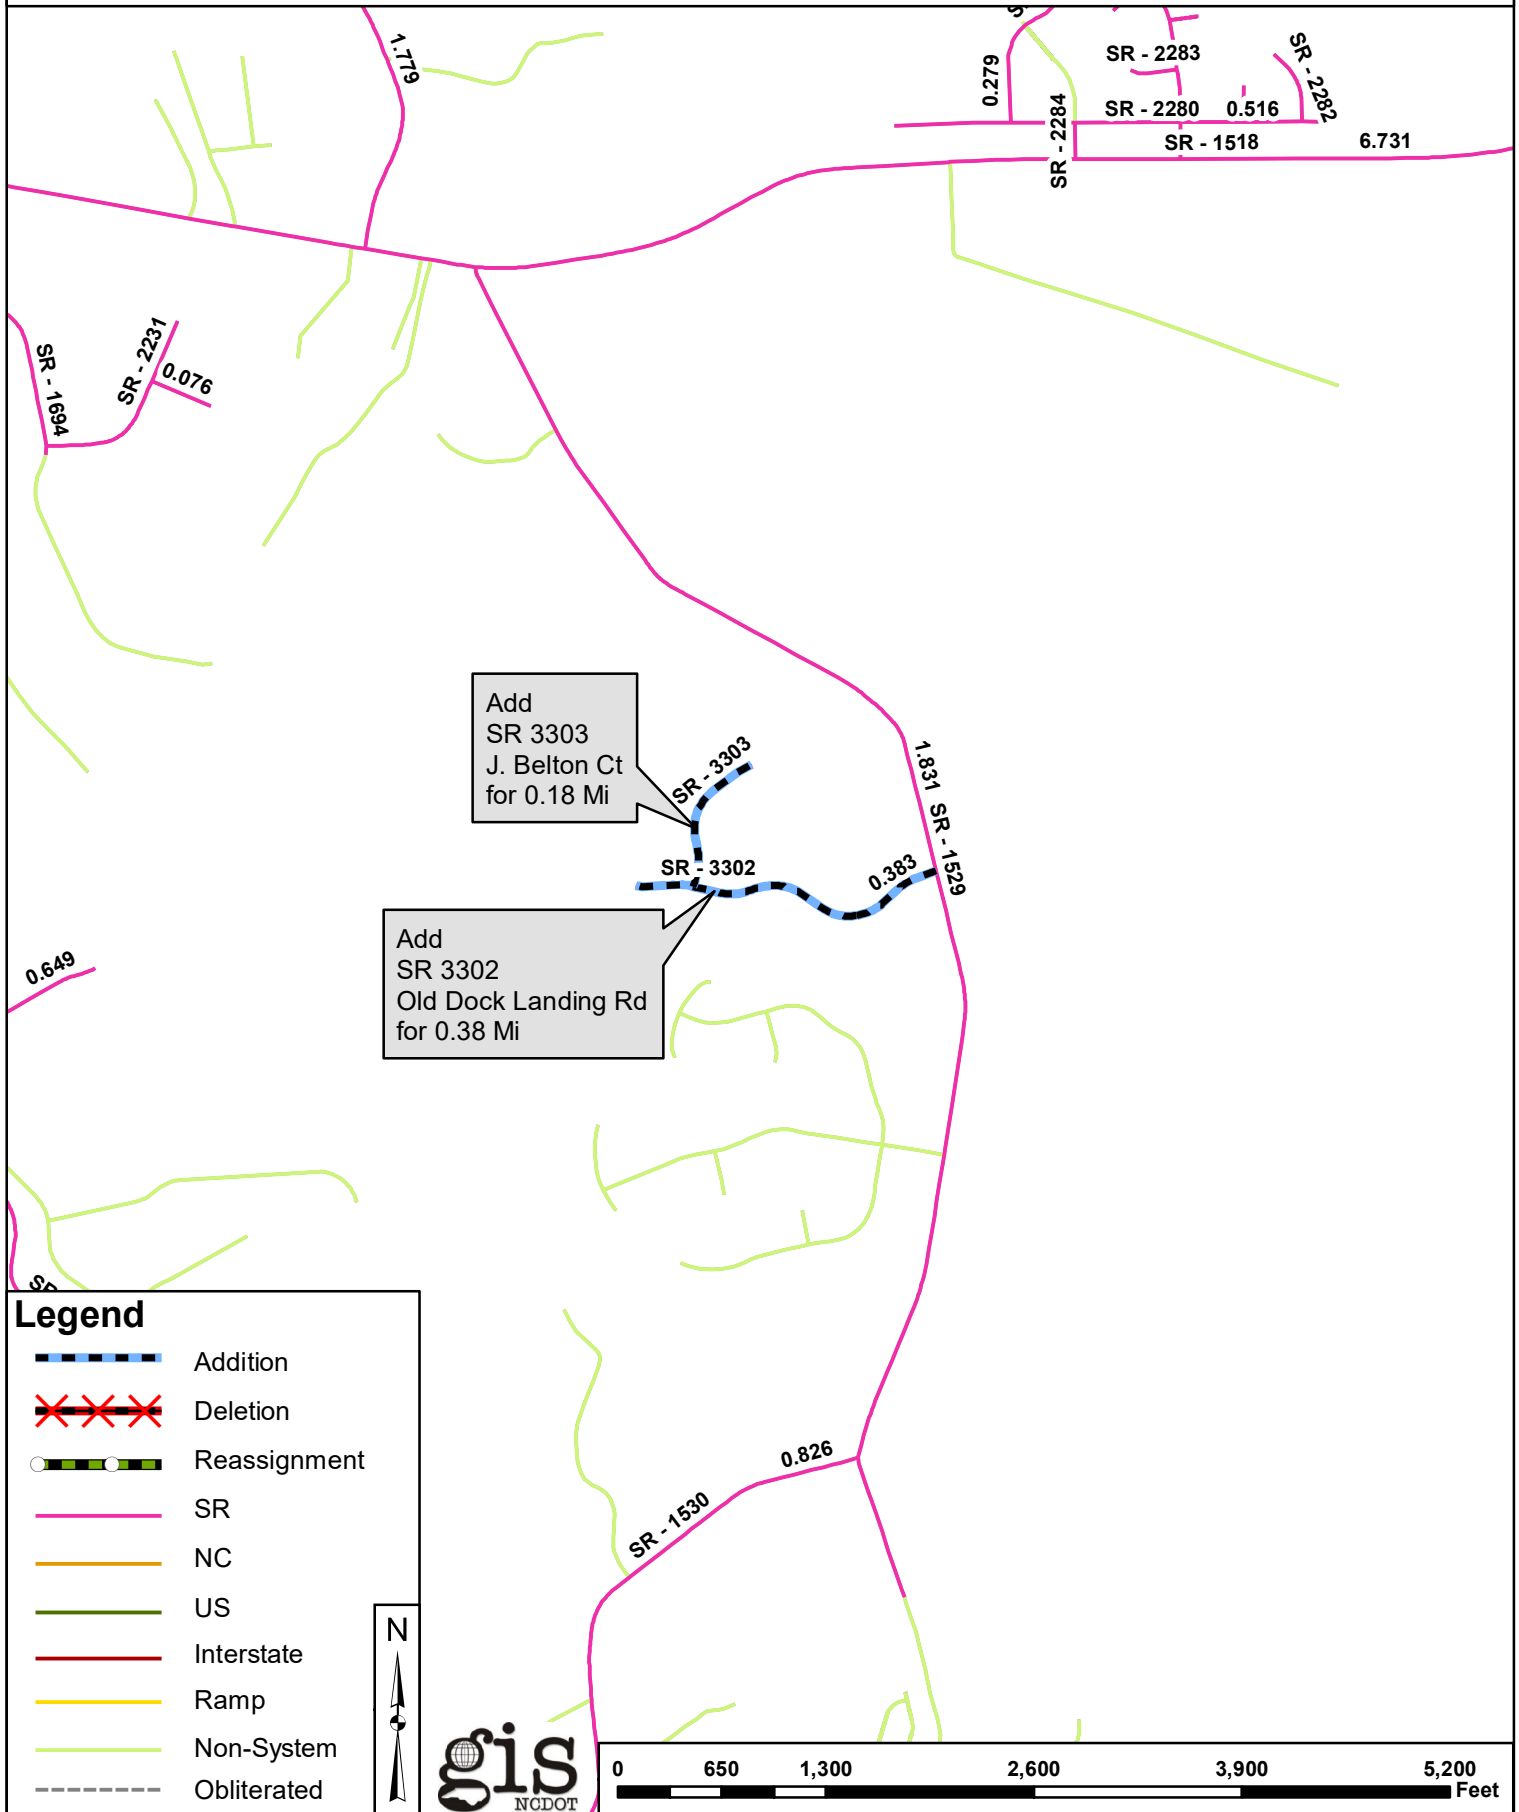 1.779
0.279
SR - 2283
SR - 2282
SR - 2284
SR - 2280
0.516
SR - 1518
6.731
SR - 1694
SR - 2231
0.076
Add
SR 3303
J. Belton Ct
for 0.18 Mi
SR - 3303
1.831 SR - 1529
SR - 3302
0.383
Add
SR 3302
Old Dock Landing Rd
for 0.38 Mi
0.649
SR
0.826
SR - 1530
Legend
Addition
Deletion
Reassignment
SR
NC
US
Interstate
Ramp
Non-System
Obliterated
N
gis
NCDOT
0 650 1,300 2,600 3,900 5,200
Feet